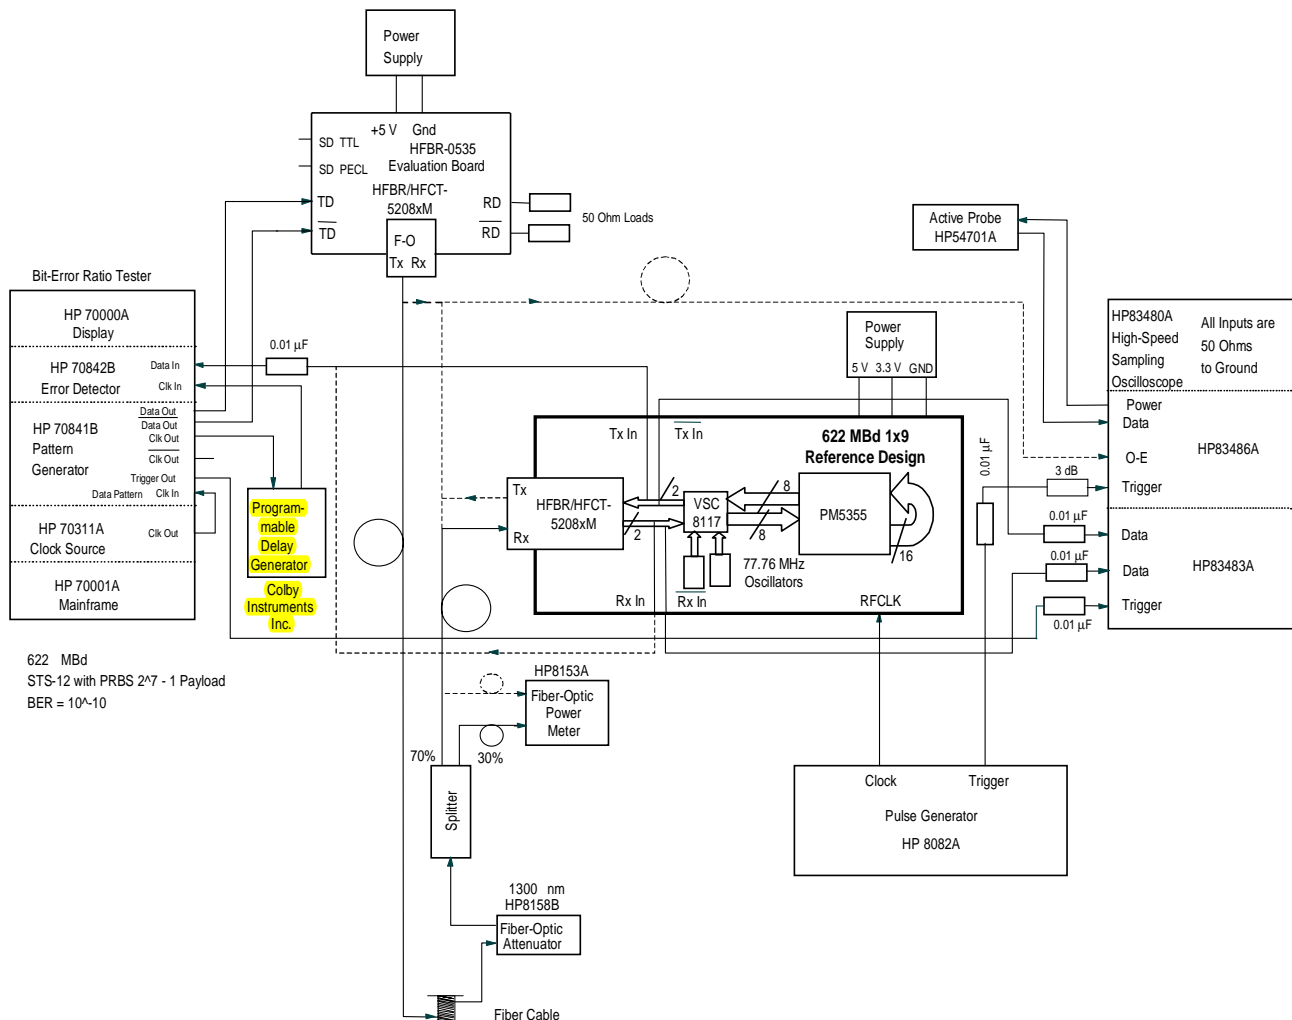 Power
Supply
+5 V Gnd
SD TTL
HFBR-0535
Evaluation Board
SD PECL
HFBR/HFCT-
5208xM
TD
RD
TD
RD
50 Ohm Loads
F-O
Tx Rx
Active Probe
HP54701A
Bit-Error Ratio Tester
HP 70000A
Display
HP 70842B
Error Detector
Data In
Clk In
0.01 µF
HP 70841B
Pattern
Generator
Data Out
Data Out
Clk Out
Clk Out
Trigger Out
Data Pattern Clk In
HP 70311A
Clock Source
Clk Out
HP 70001A
Mainframe
Program-
mable
Delay
Generator
Colby
Instruments
Inc.
622 MBd
STS-12 with PRBS 2^7 - 1 Payload
BER = 10^-10
Power
Supply
5 V 3.3 V GND
Tx In
Tx In
622 MBd 1x9
Reference Design
Tx
HFBR/HFCT-
5208xM
Rx
2
2
VSC
8117
8
8
PM5355
16
77.76 MHz
Oscillators
Rx In
Rx In
RFCLK
HP83480A
High-Speed
Sampling
Oscilloscope
All Inputs are
50 Ohms
to Ground
Power
Data
HP83486A
O-E
Trigger
3 dB
0.01 µF
0.01 µF
Data
0.01 µF
Data
HP83483A
Trigger
0.01 µF
HP8153A
Fiber-Optic
Power
Meter
70%
30%
Splitter
Clock
Trigger
Pulse Generator
HP 8082A
1300 nm
HP8158B
Fiber-Optic
Attenuator
Fiber Cable